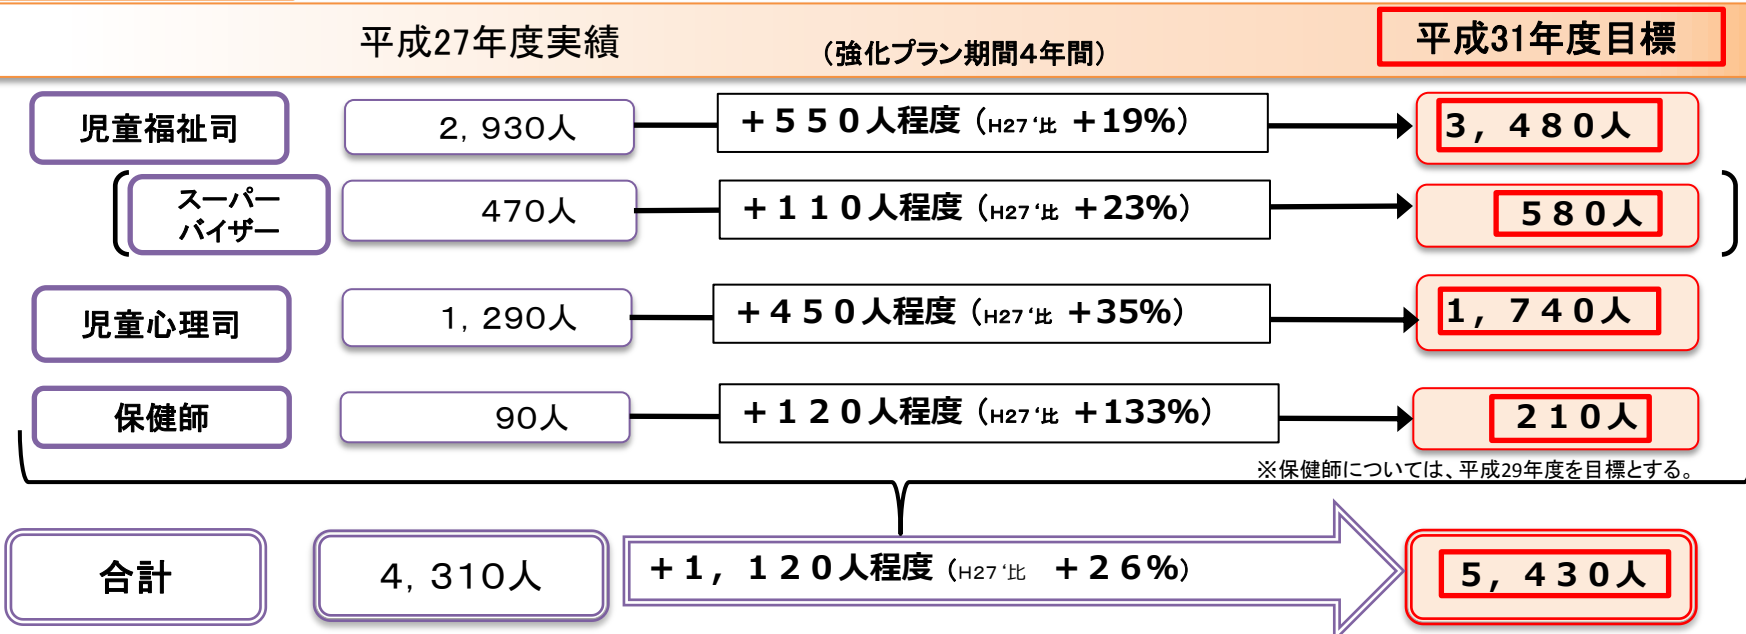 平成27年度実績 (強化プラン期間4年間) 平成31年度目標
児童福祉司 2,930人 +550人程度(H27‘比 +19%) 3,480人
スーパー
バイザー 470人 +110人程度(H27‘比 +23%) 580人
児童心理司 1,290人 +450人程度(H27‘比 +35%) 1,740人
保健師 90人 +120人程度(H27‘比 +133%) 210人
※保健師については、平成29年度を目標とする。
合計 4,310人 +1,120人程度(H27‘比 +26%) 5,430人